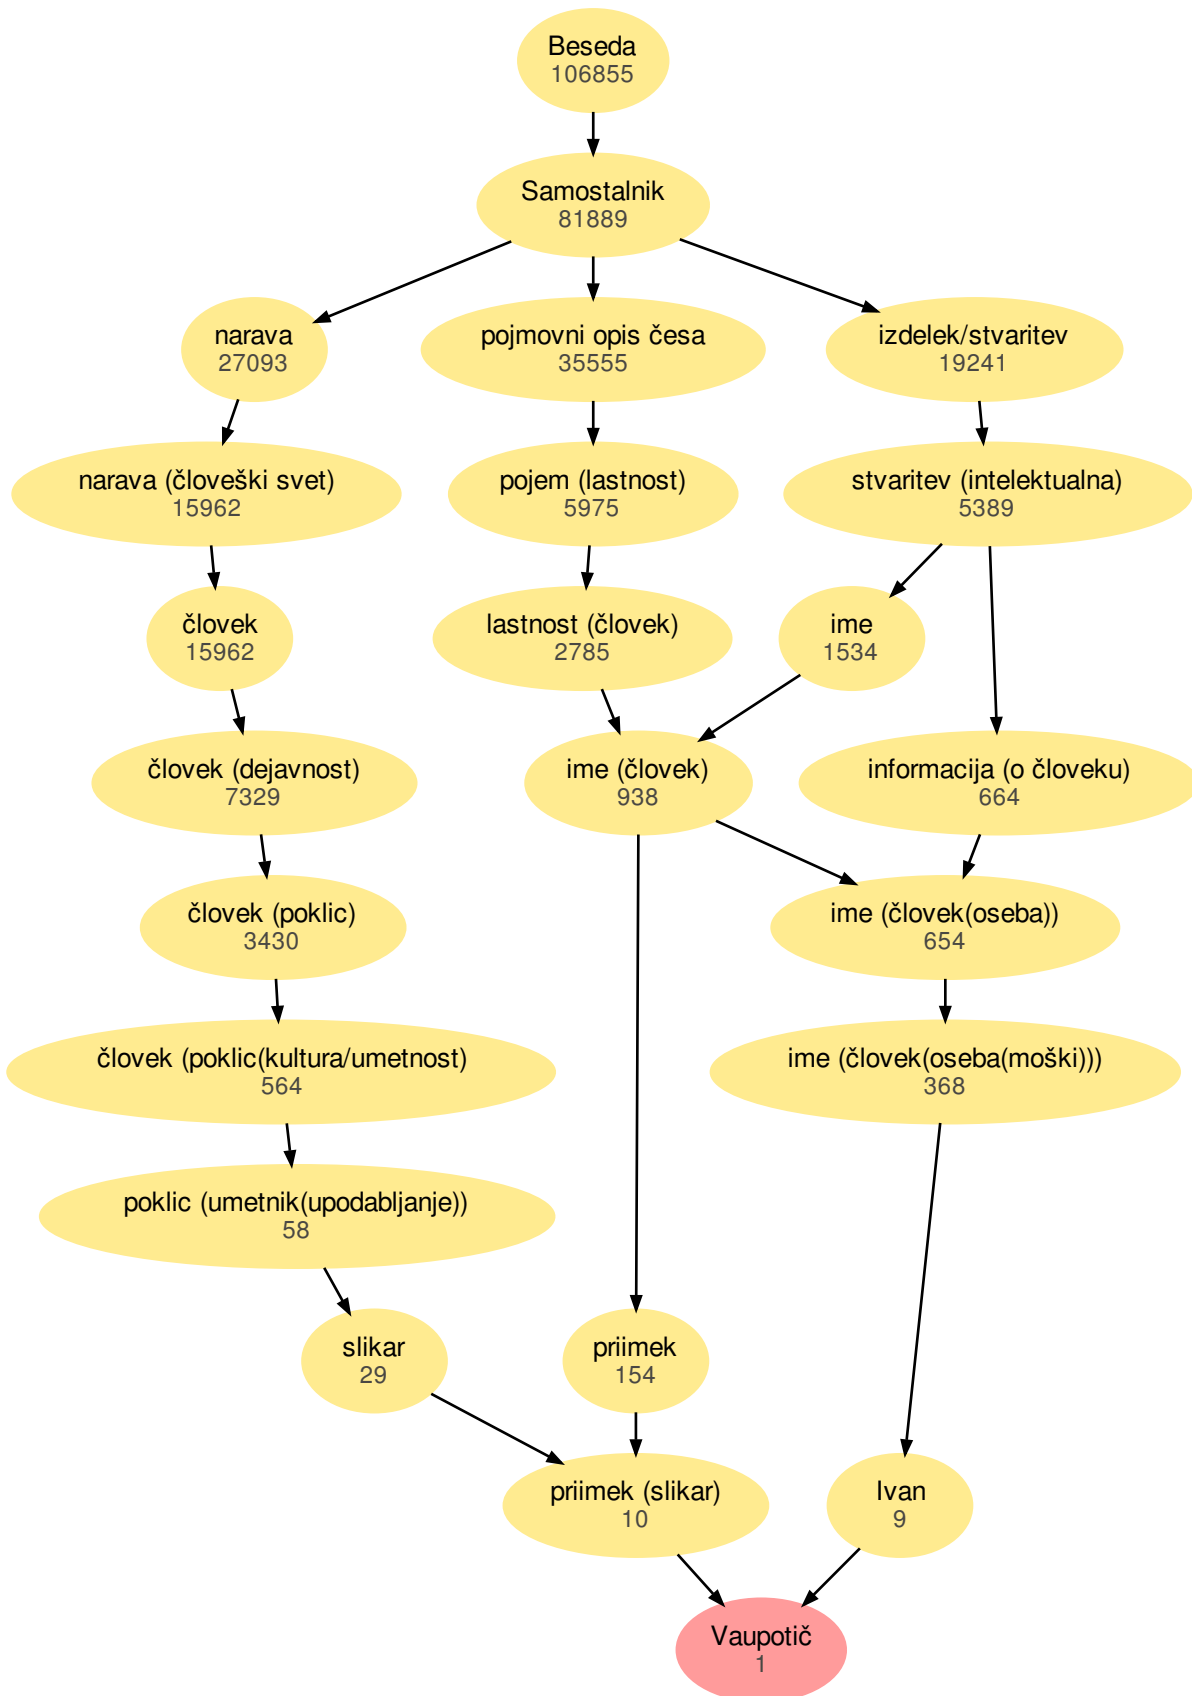 Beseda
106855
Samostalnik
81889
narava
27093
pojmovni opis česa
35555
izdelek/stvaritev
19241
narava (človeški svet)
15962
pojem (lastnost)
5975
stvaritev (intelektualna)
5389
človek
15962
lastnost (človek)
2785
ime
1534
človek (dejavnost)
7329
ime (človek)
938
informacija (o človeku)
664
človek (poklic)
3430
ime (človek(oseba))
654
človek (poklic(kultura/umetnost)
564
ime (človek(oseba(moški)))
368
poklic (umetnik(upodabljanje))
58
slikar
29
priimek
154
priimek (slikar)
10
Ivan
9
Vaupotič
1